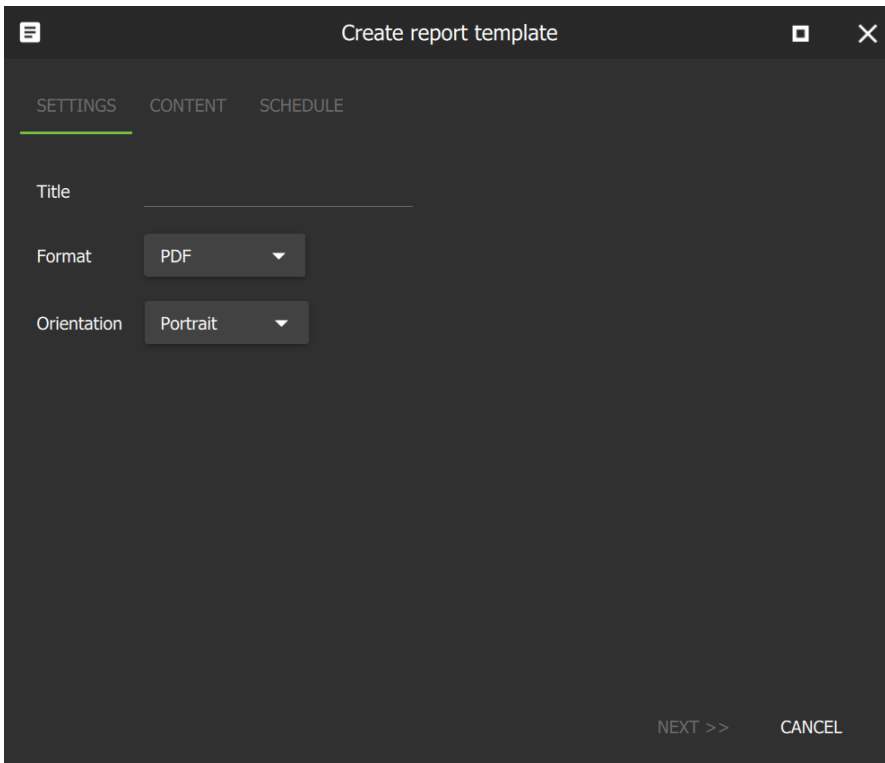 Create report template
SETTINGS CONTENT SCHEDULE
Title
Format PDF
Orientation Portrait
NEXT >> CANCEL